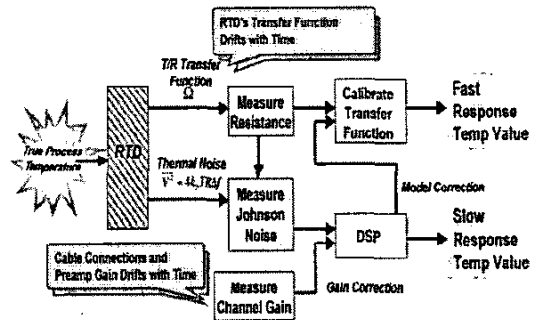 RTD's Transfer Function
Drifts with Time
T/R Transfer
Function
Ω
Measure
Resistance
Calibrate
Transfer
Function
Fast
Response
Temp Value
True Process
Temperature
RTD
Thermal Noise
Measure
Johnson
Noise
Model Correction
DSP
Slow
Response
Temp Value
Cable Connections and
Preamp Gain Drifts with Time
Measure
Channel Gain
Gain Correction